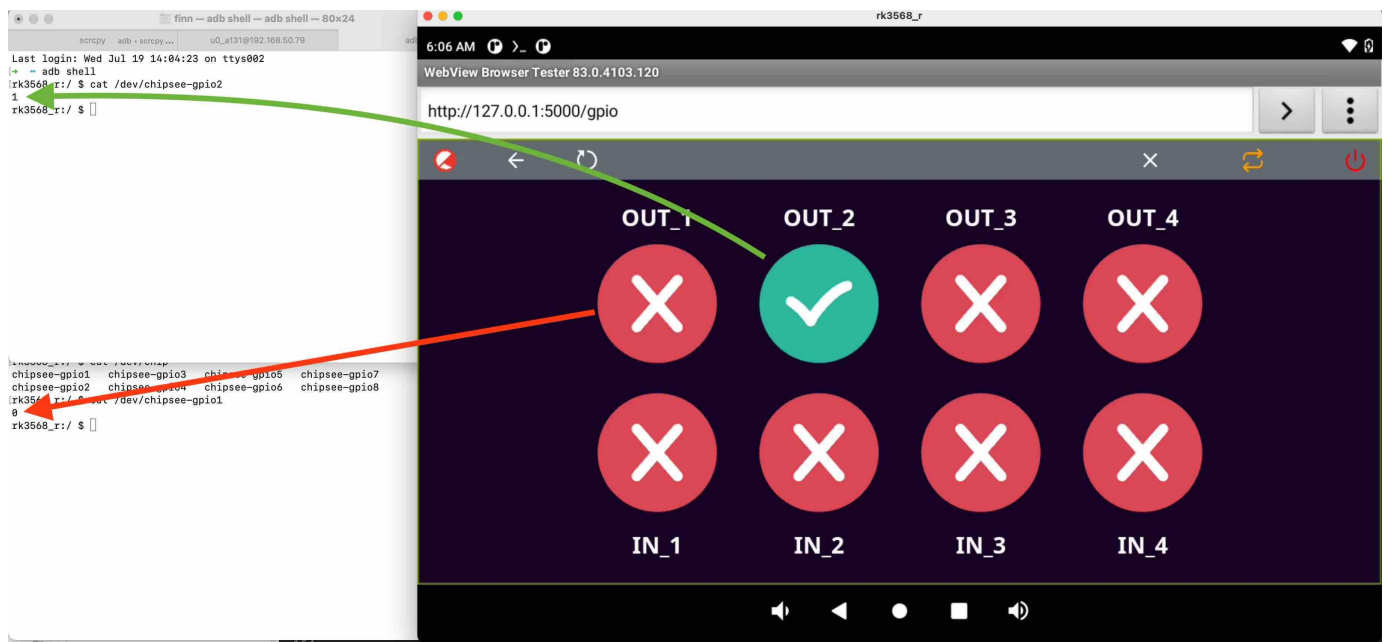 finn — adb shell — adb shell — 80×24
scrcpy adb ◂ scrcpy ... u0_a131@192.168.50.79 ad
Last login: Wed Jul 19 14:04:23 on ttys002
→ ~ adb shell
rk3568_r:/ $ cat /dev/chipsee-gpio2
1
rk3568_r:/ $
chipsee-gpio1 chipsee-gpio3 chipsee-gpio5 chipsee-gpio7
chipsee-gpio2 chipsee-gpio4 chipsee-gpio6 chipsee-gpio8
rk3568_r:/ $ cat /dev/chipsee-gpio1
0
rk3568_r:/ $
rk3568_r
6:06 AM
WebView Browser Tester 83.0.4103.120
http://127.0.0.1:5000/gpio
OUT_1 OUT_2 OUT_3 OUT_4
IN_1 IN_2 IN_3 IN_4